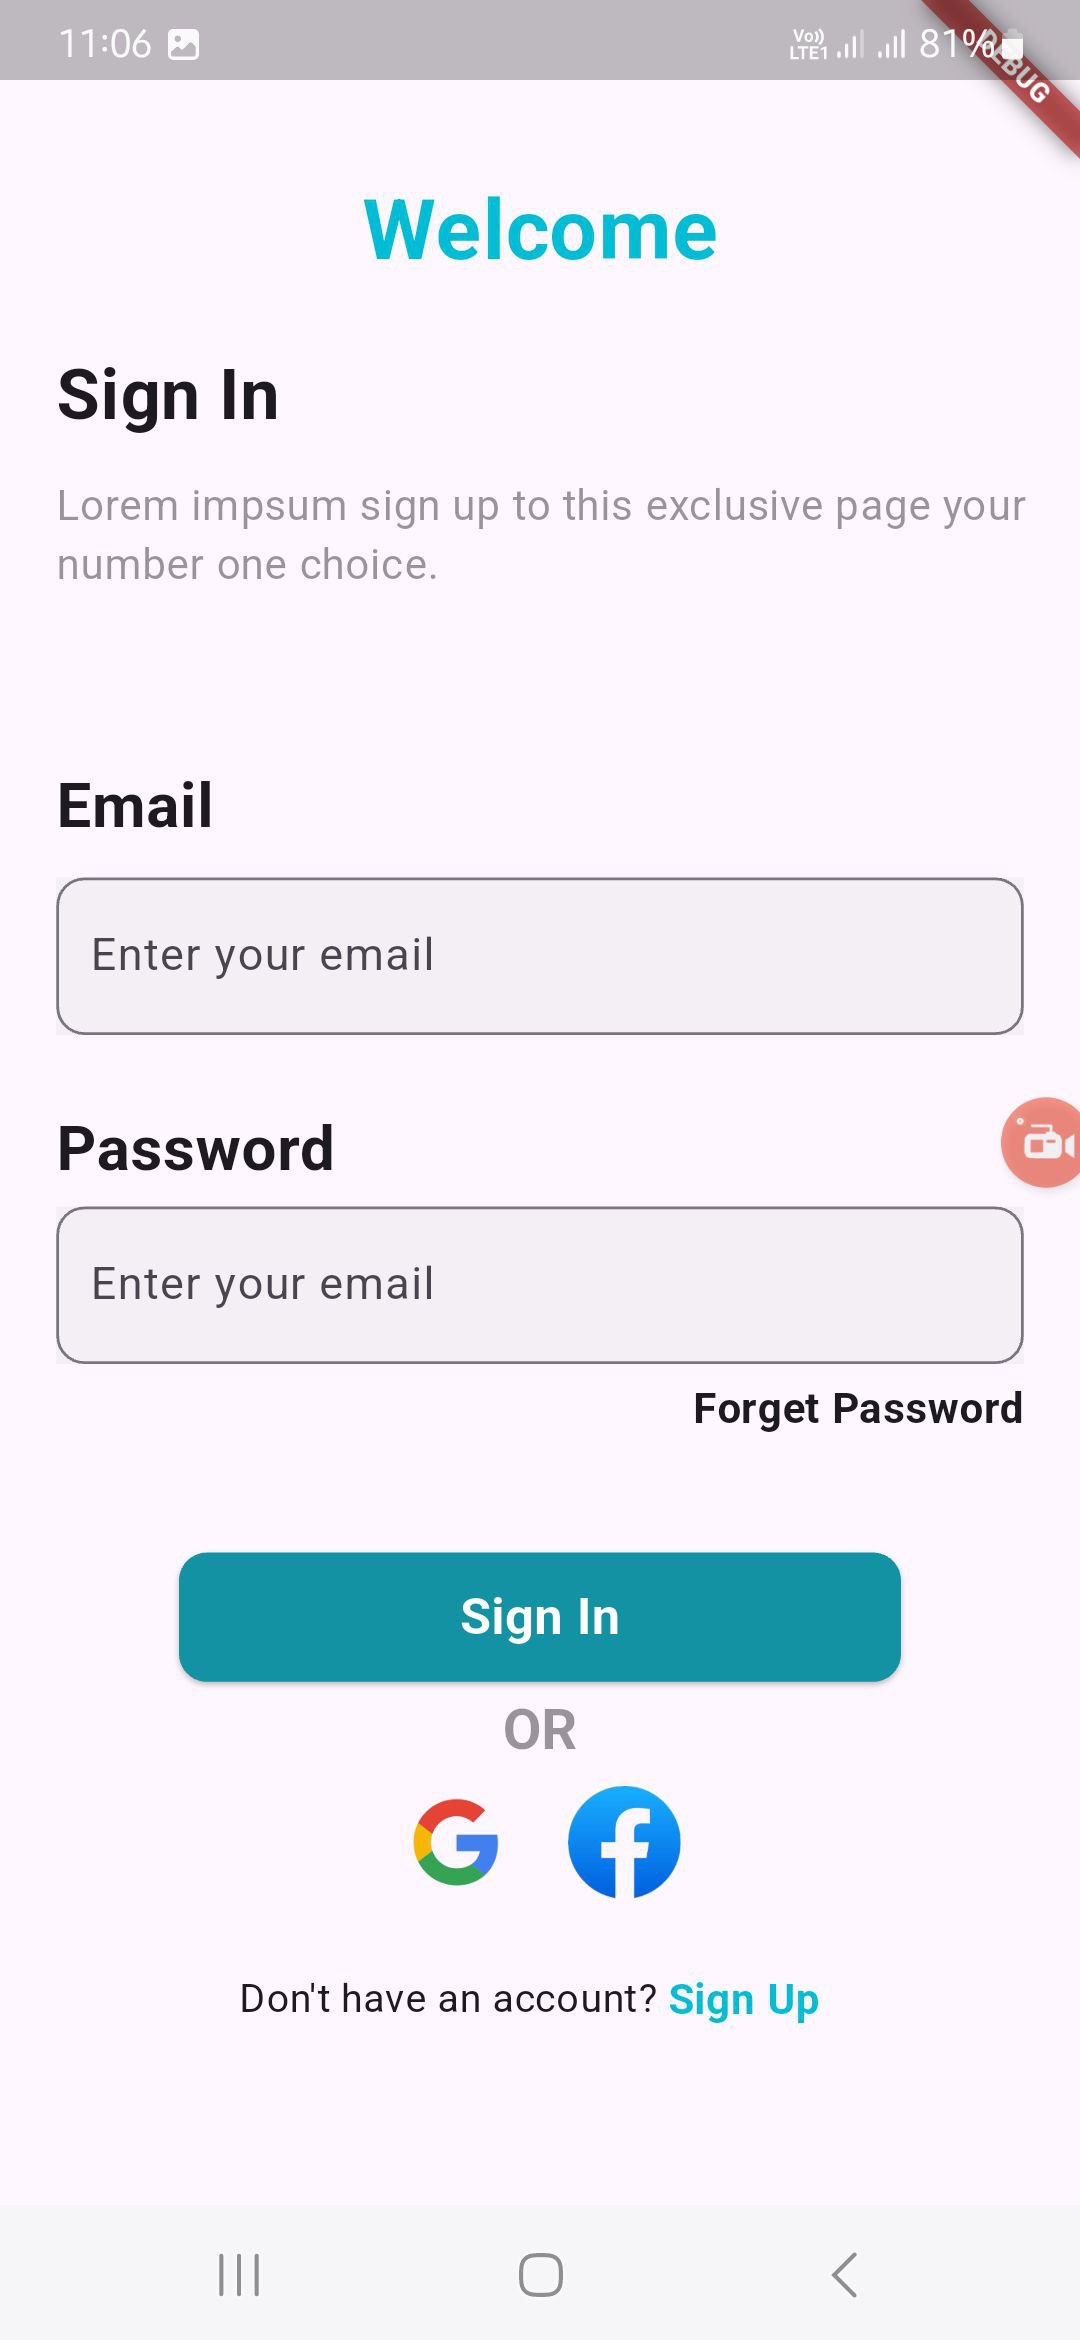 11:06 Vo)) LTE1 81%
DEBUG
Welcome
Sign In
Lorem impsum sign up to this exclusive page your
number one choice.
Email
Enter your email
Password
Enter your email
Forget Password
Sign In
OR
Don't have an account? Sign Up